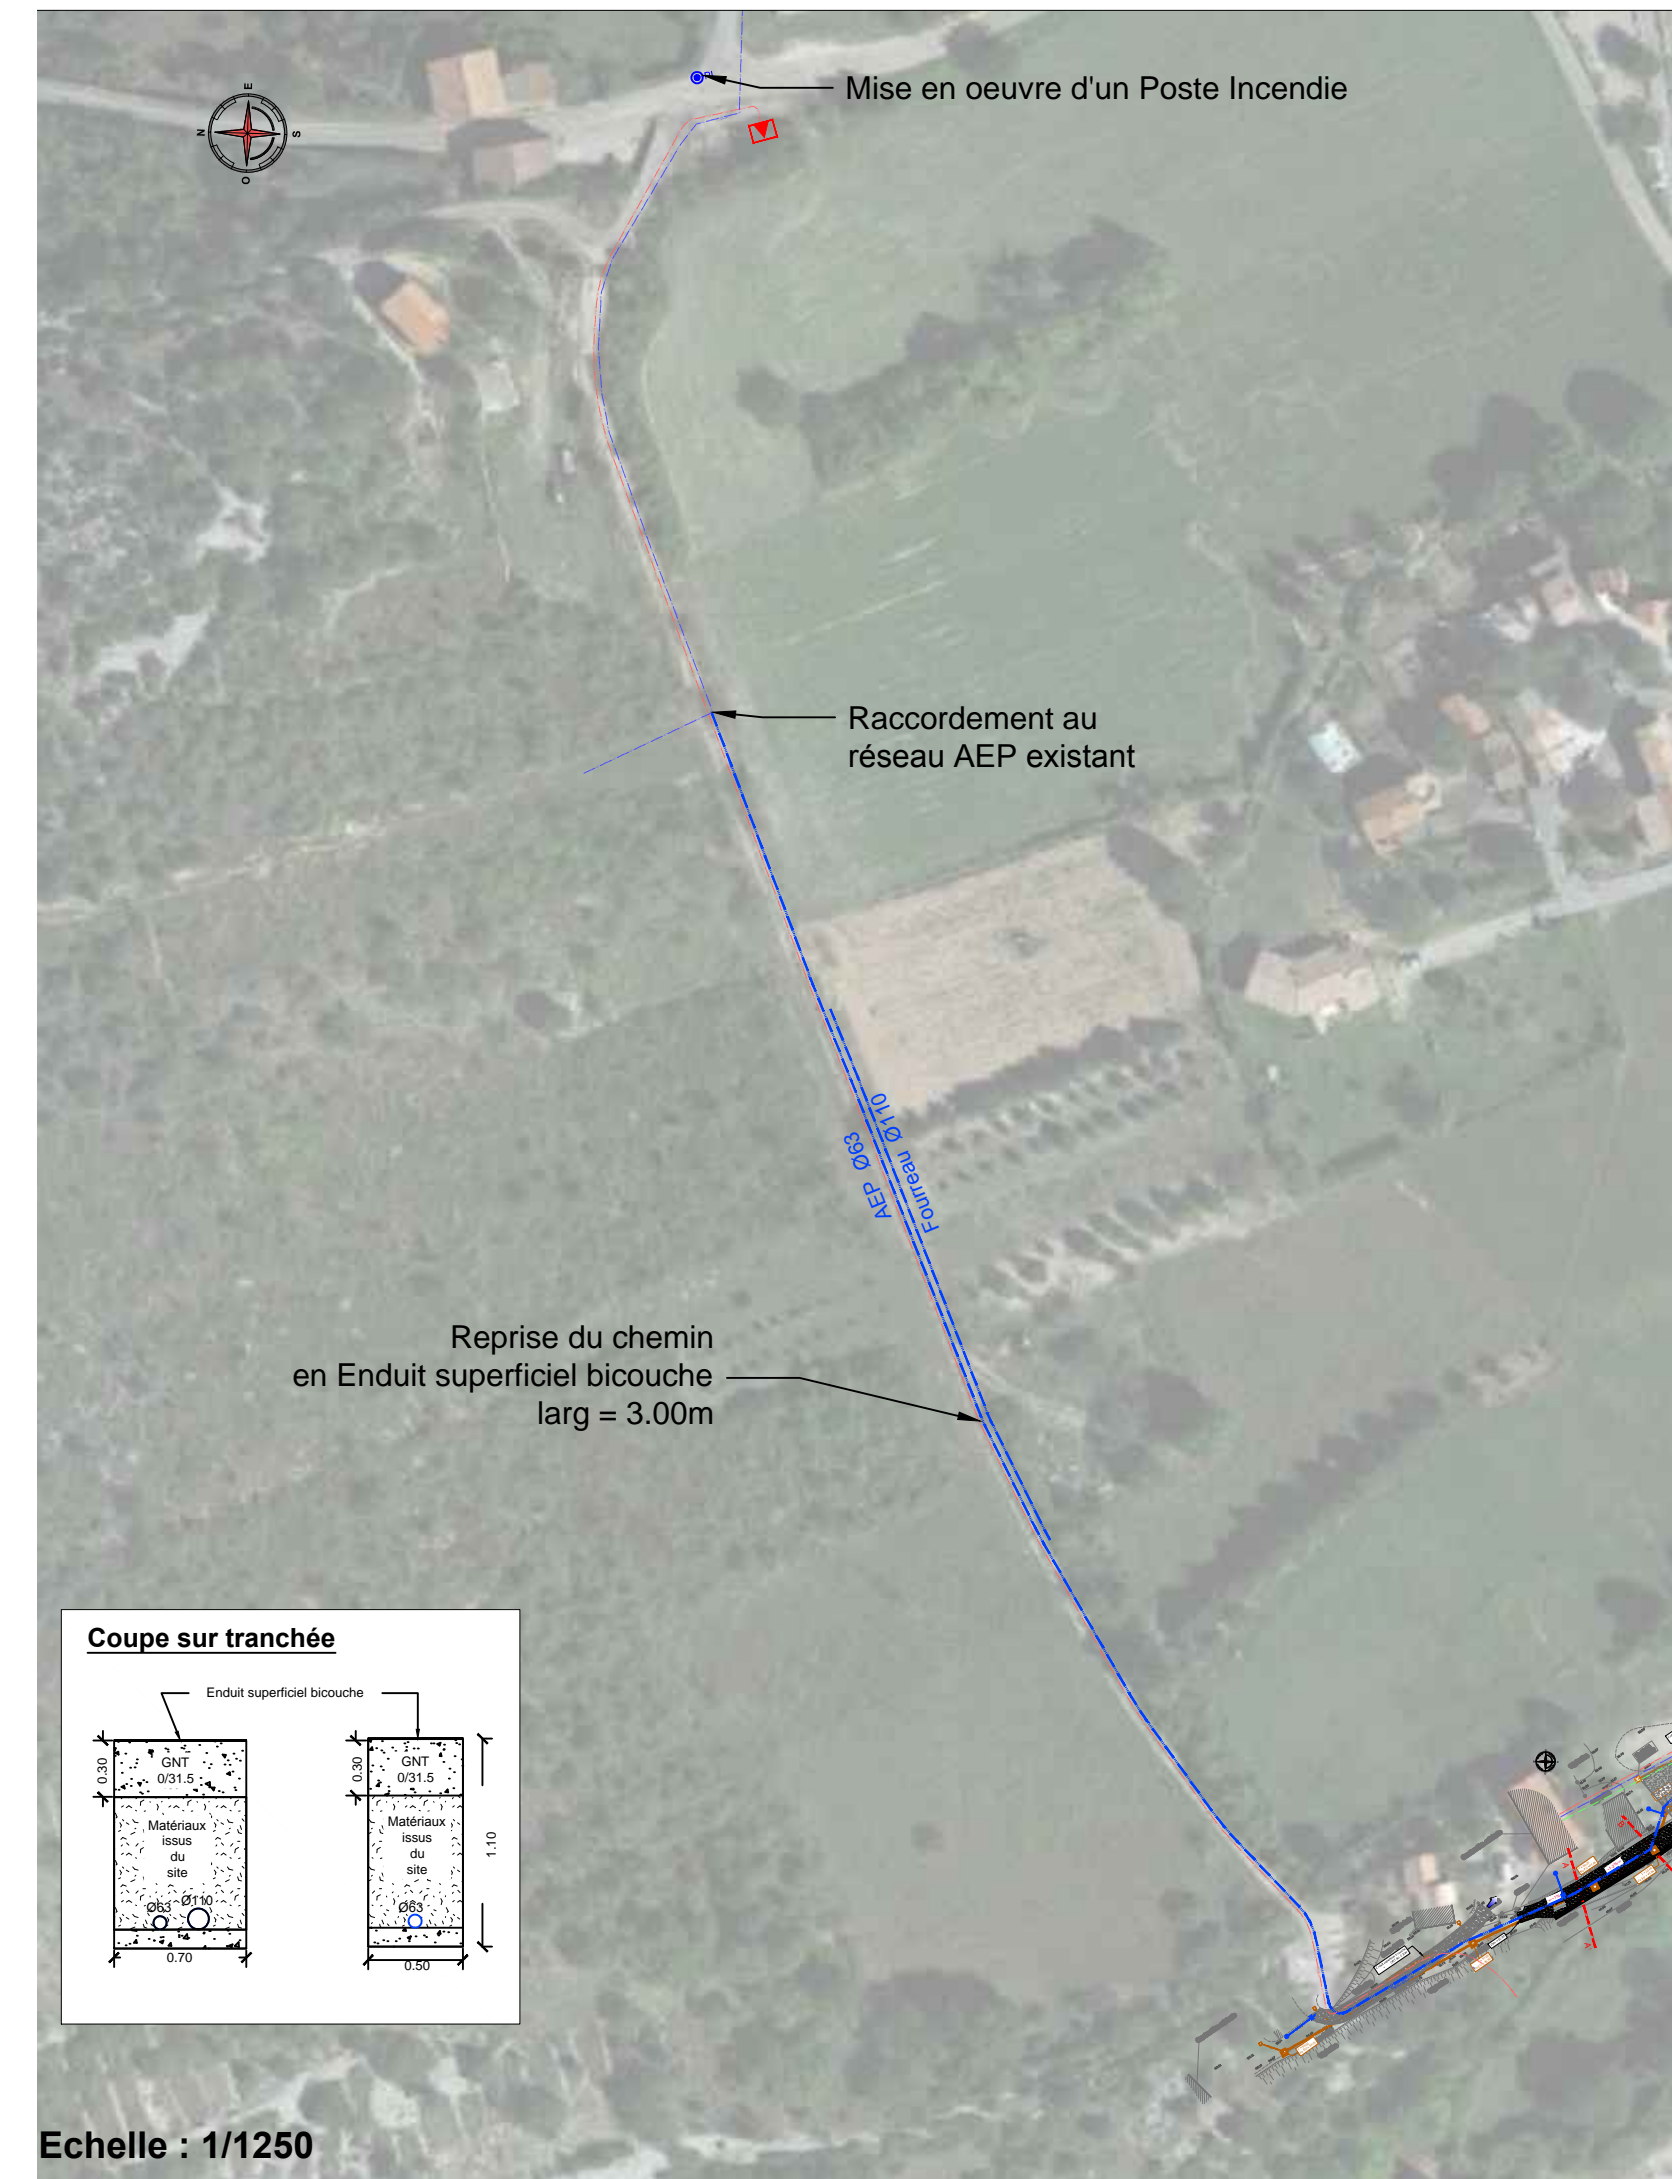 Mise en oeuvre d'un Poste Incendie
E
N
S
O
Raccordement au
réseau AEP existant
AEP Ø63
Fourreau Ø110
Reprise du chemin
en Enduit superficiel bicouche
larg = 3.00m
Coupe sur tranchée
Enduit superficiel bicouche
0.30
GNT
0/31.5
Matériaux
issus
du
site
Ø63
Ø110
0.70
0.30
GNT
0/31.5
Matériaux
issus
du
site
Ø63
1.10
0.50
Echelle : 1/1250